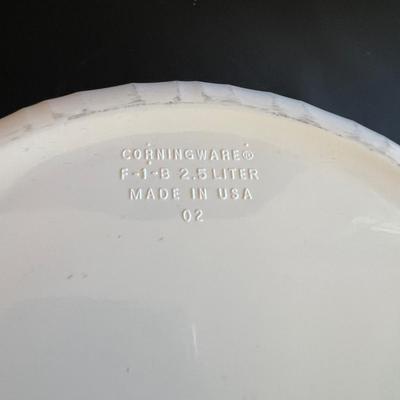 CORNINGWARE®
F-1-B 2.5 LITER
MADE IN USA
02